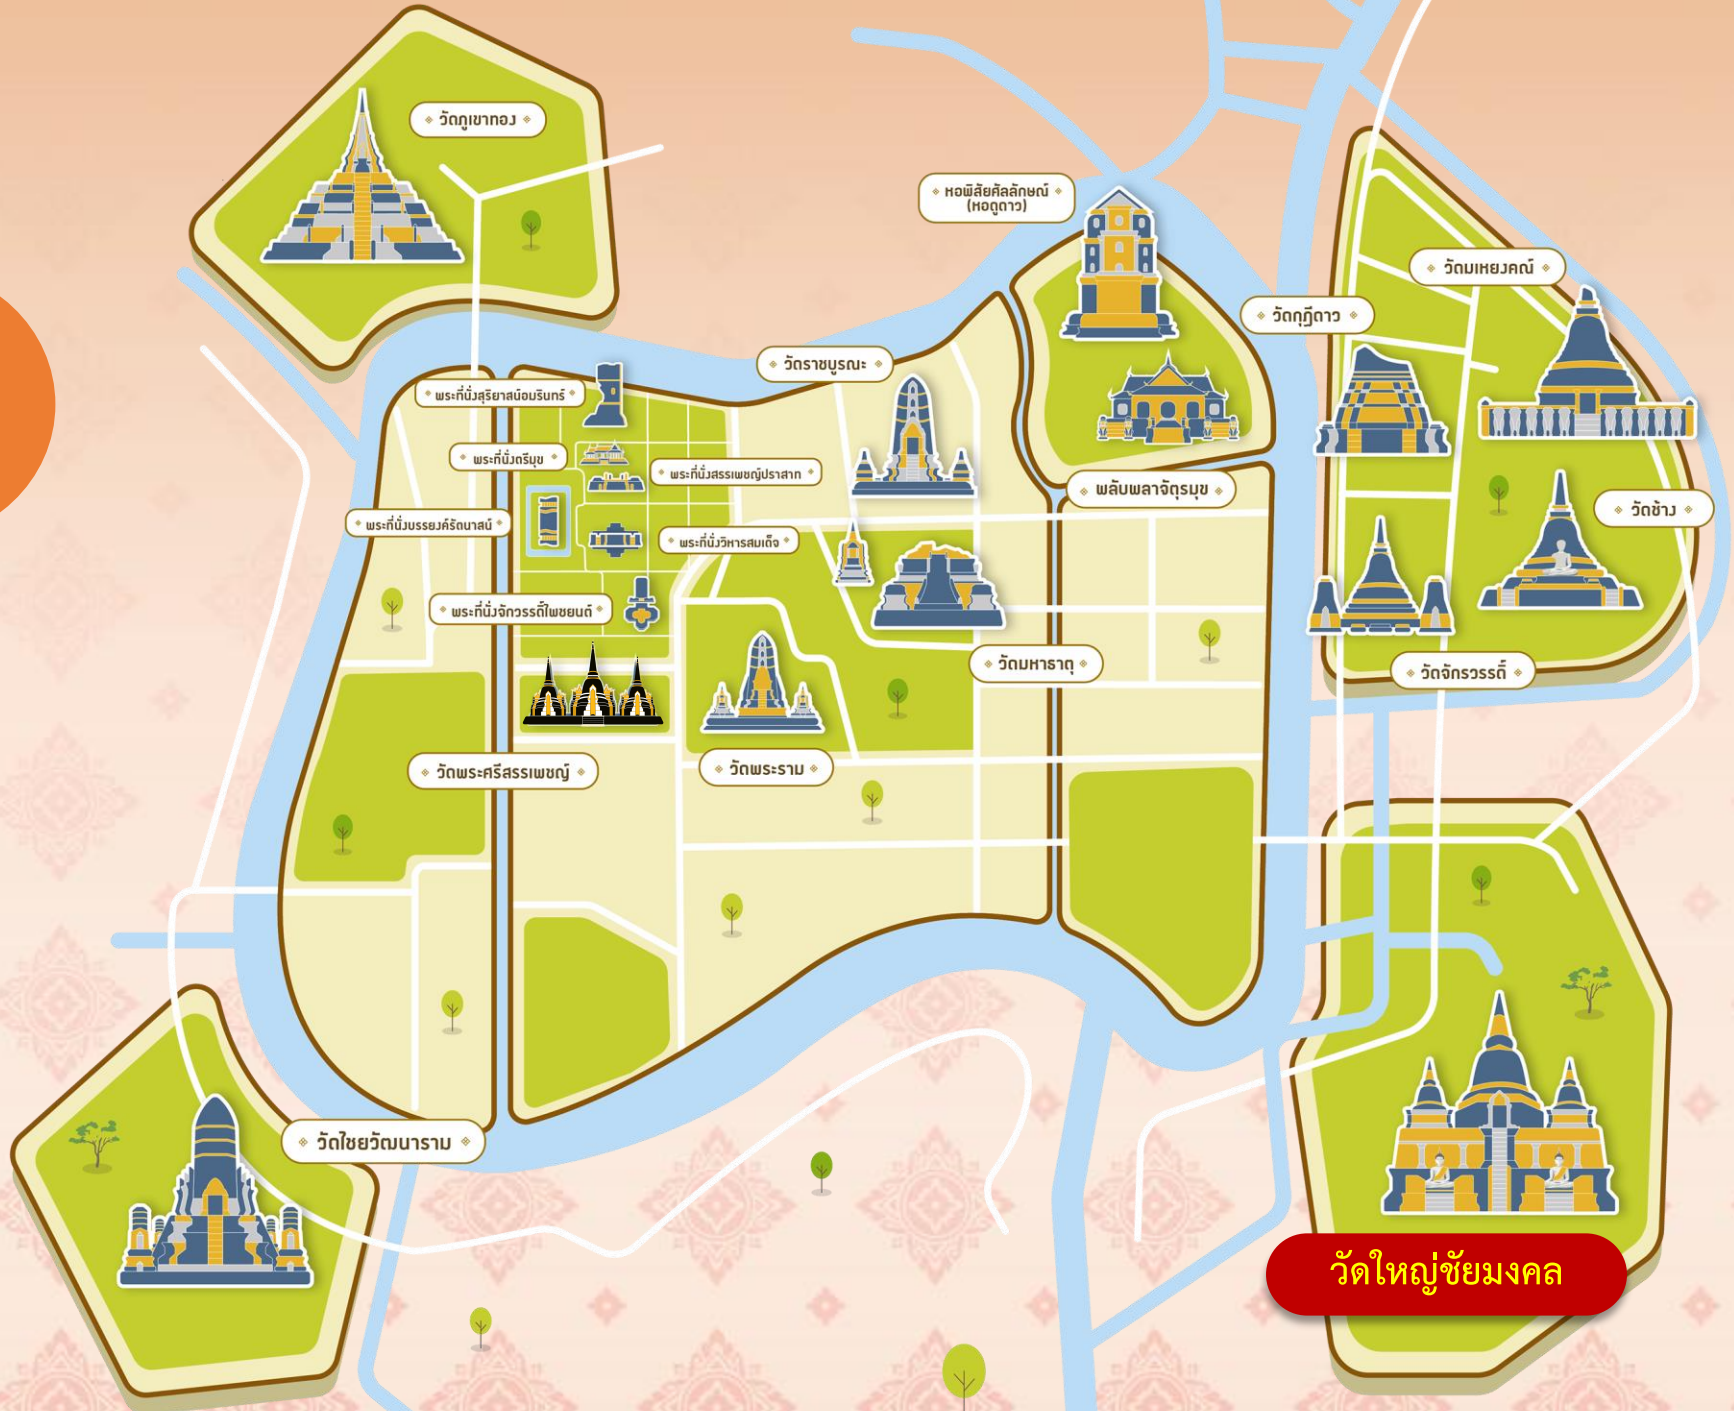 วัดภูเขาทอง
หอพิสัยศัลลักษณ์
(หอดูดาว)
วัดมเหยงคณ์
วัดกุฎีดาว
วัดราชบูรณะ
พระที่นั่งสุริยาสน์อมรินทร์
พระที่นั่งตรีมุข
พระที่นั่งสรรเพชญ์ปราสาท
พลับพลาจัตุรมุข
วัดช้าง
พระที่นั่งบรรยงค์รัตนาสน์
พระที่นั่งวิหารสมเด็จ
พระที่นั่งจักวรรดิ์ไพชยนต์
วัดมหาธาตุ
วัดจักรวรรดิ์
วัดพระศรีสรรเพชญ์
วัดพระราม
วัดไชยวัฒนาราม
วัดใหญ่ชัยมงคล